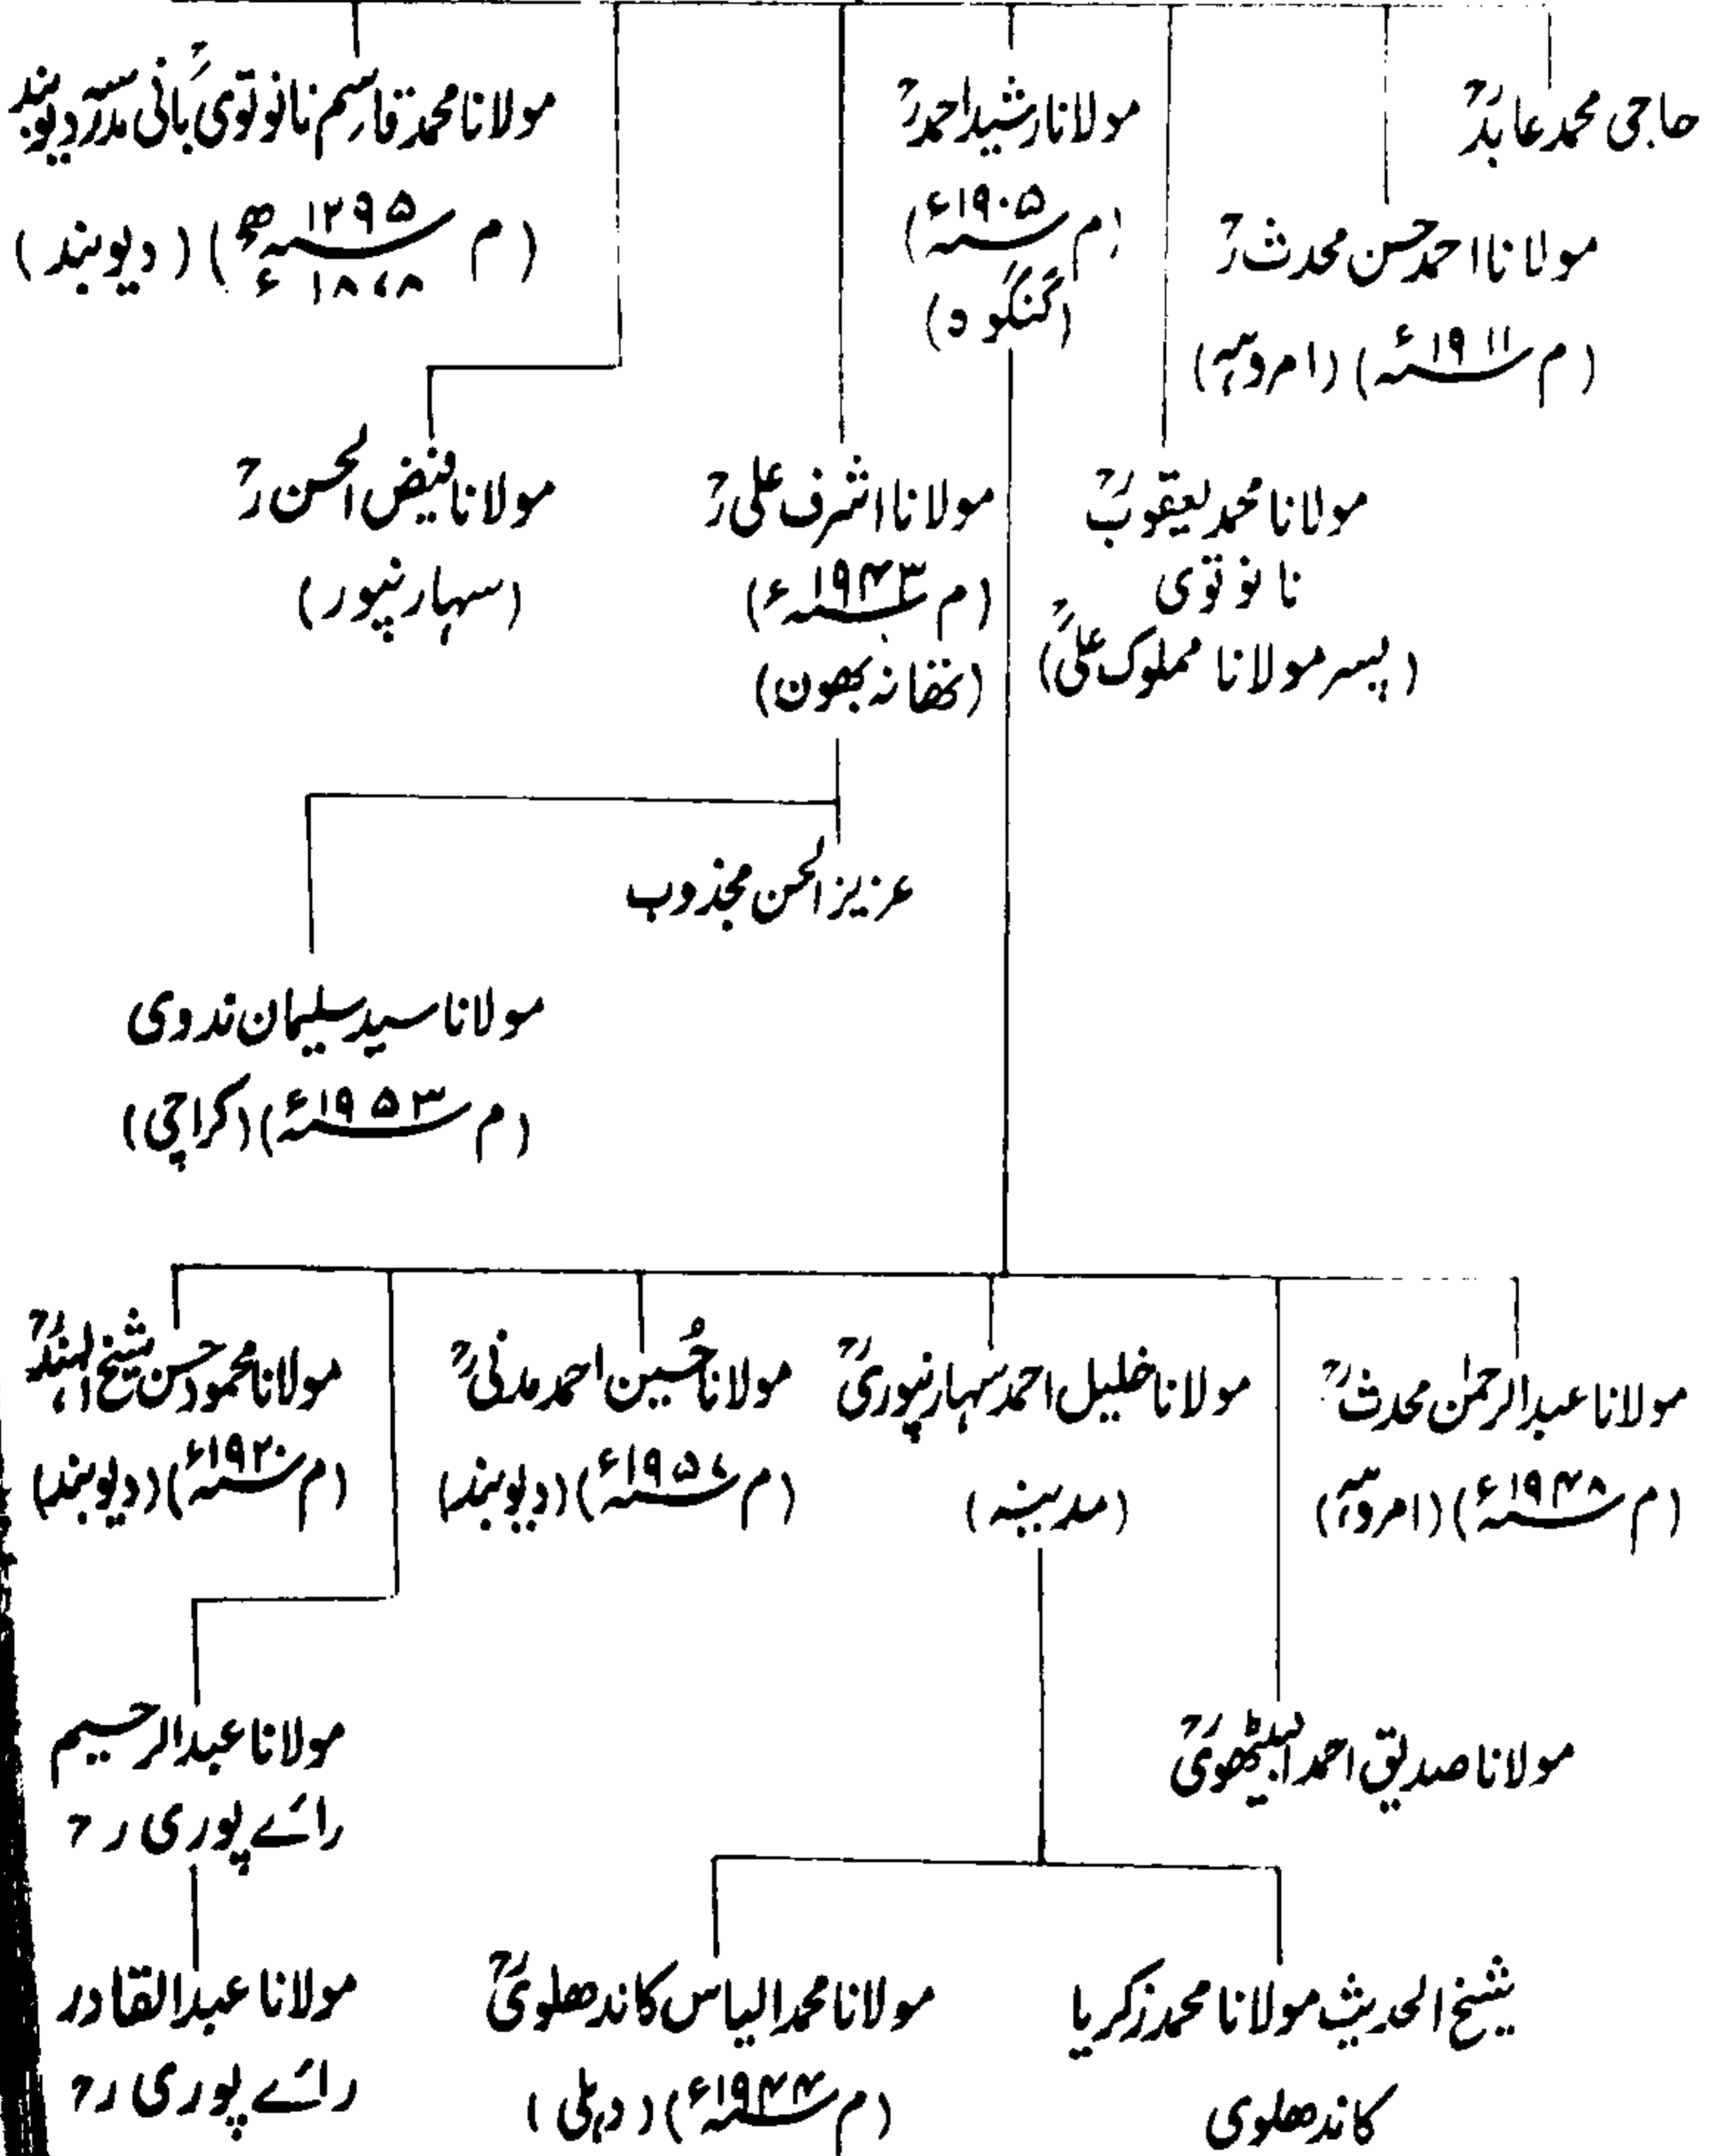 حاجی محمد عابدؒ
مولانا رشید احمدؒ
(م ۱۹۰۵ء)
(گنگوہ)
مولانا محمد قاسم نانوتویؒ بانی مدرسہ دیوبند
(م ۱۲۹۵ھ ۱۸۷۸ء) (دیوبند)
مولانا احمد حسن محدثؒ
(م ۱۹۱۱ء) (امروہہ)
مولانا محمد یعقوبؒ
نانوتوی
(پسر مولانا مملوک علیؒ)
مولانا اشرف علیؒ
(م ۱۹۴۳ء)
(تھانہ بھون)
مولانا فیض الحسنؒ
(سہارنپور)
عزیز الحسن مجذوب
مولانا سید سلیمان ندوی
(م ۱۹۵۳ء) (کراچی)
مولانا عبدالرحمٰن محدثؒ
(م ۱۹۴۸ء) (امروہہ)
مولانا خلیل احمد سہارنپوریؒ
(مدینہ)
مولانا حُسین احمد مدنیؒ
(م ۱۹۵۷ء) (دیوبند)
مولانا محمود حسن شیخ الہندؒ
(م ۱۹۲۰ء) (دیوبند)
مولانا صدیق احمد انبیٹھویؒ
مولانا عبدالرحیم
رائے پوری رح
شیخ الحدیث مولانا محمد زکریا
کاندھلوی
مولانا محمد الیاس کاندھلویؒ
(م ۱۹۴۴ء) (دہلی)
مولانا عبدالقادر
رائے پوری رح